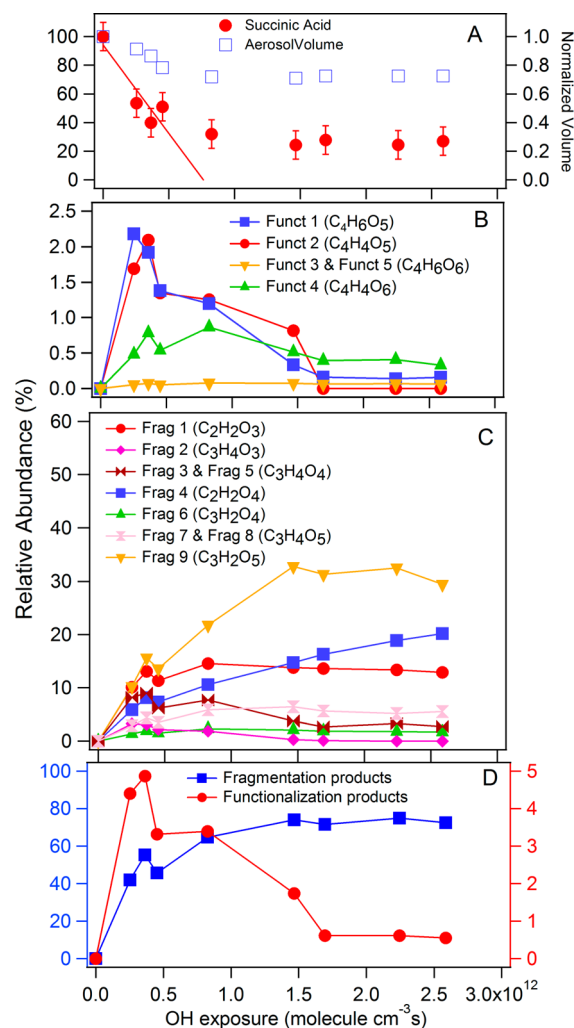 Succinic Acid
AerosolVolume
A
100
80
60
40
20
0
1.0
0.8
0.6
0.4
0.2
0.0
Normalized Volume
B
2.5
2.0
1.5
1.0
0.5
0.0
Funct 1 (C₄H₆O₅)
Funct 2 (C₄H₄O₅)
Funct 3 & Funct 5 (C₄H₆O₆)
Funct 4 (C₄H₄O₆)
Relative Abundance (%)
C
60
50
40
30
20
10
0
Frag 1 (C₂H₂O₃)
Frag 2 (C₃H₄O₃)
Frag 3 & Frag 5 (C₃H₄O₄)
Frag 4 (C₂H₂O₄)
Frag 6 (C₃H₂O₄)
Frag 7 & Frag 8 (C₃H₄O₅)
Frag 9 (C₃H₂O₅)
D
100
80
60
40
20
0
Fragmentation products
Functionalization products
5
4
3
2
1
0
0.0 0.5 1.0 1.5 2.0 2.5 3.0x10¹²
OH exposure (molecule cm⁻³s)